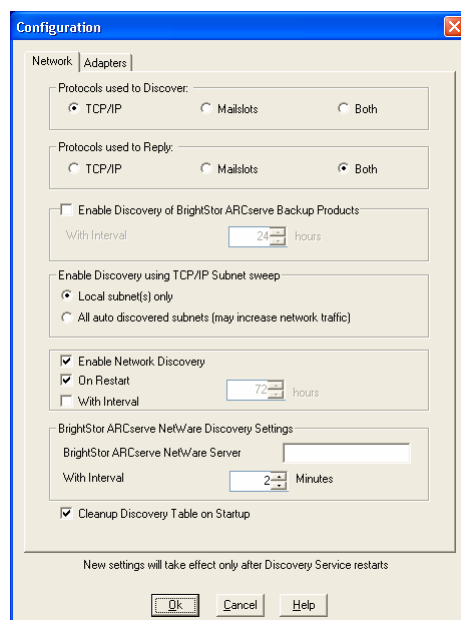 Configuration
Network Adapters
Protocols used to Discover:
TCP/IP Mailslots Both
Protocols used to Reply:
TCP/IP Mailslots Both
Enable Discovery of BrightStor ARCserve Backup Products
With Interval 24 hours
Enable Discovery using TCP/IP Subnet sweep
Local subnet(s) only
All auto discovered subnets (may increase network traffic)
Enable Network Discovery
On Restart
72 hours
With Interval
BrightStor ARCserve NetWare Discovery Settings
BrightStor ARCserve NetWare Server
With Interval 2 Minutes
Cleanup Discovery Table on Startup
New settings will take effect only after Discovery Service restarts
Ok Cancel Help